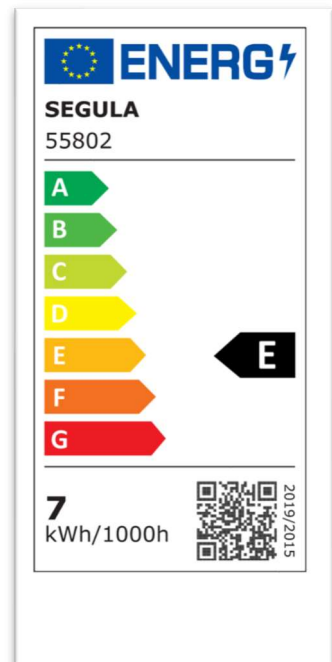 ENERG
SEGULA
55802
A
B
C
D
E
E
F
G
7
kWh/1000h
2019/2015